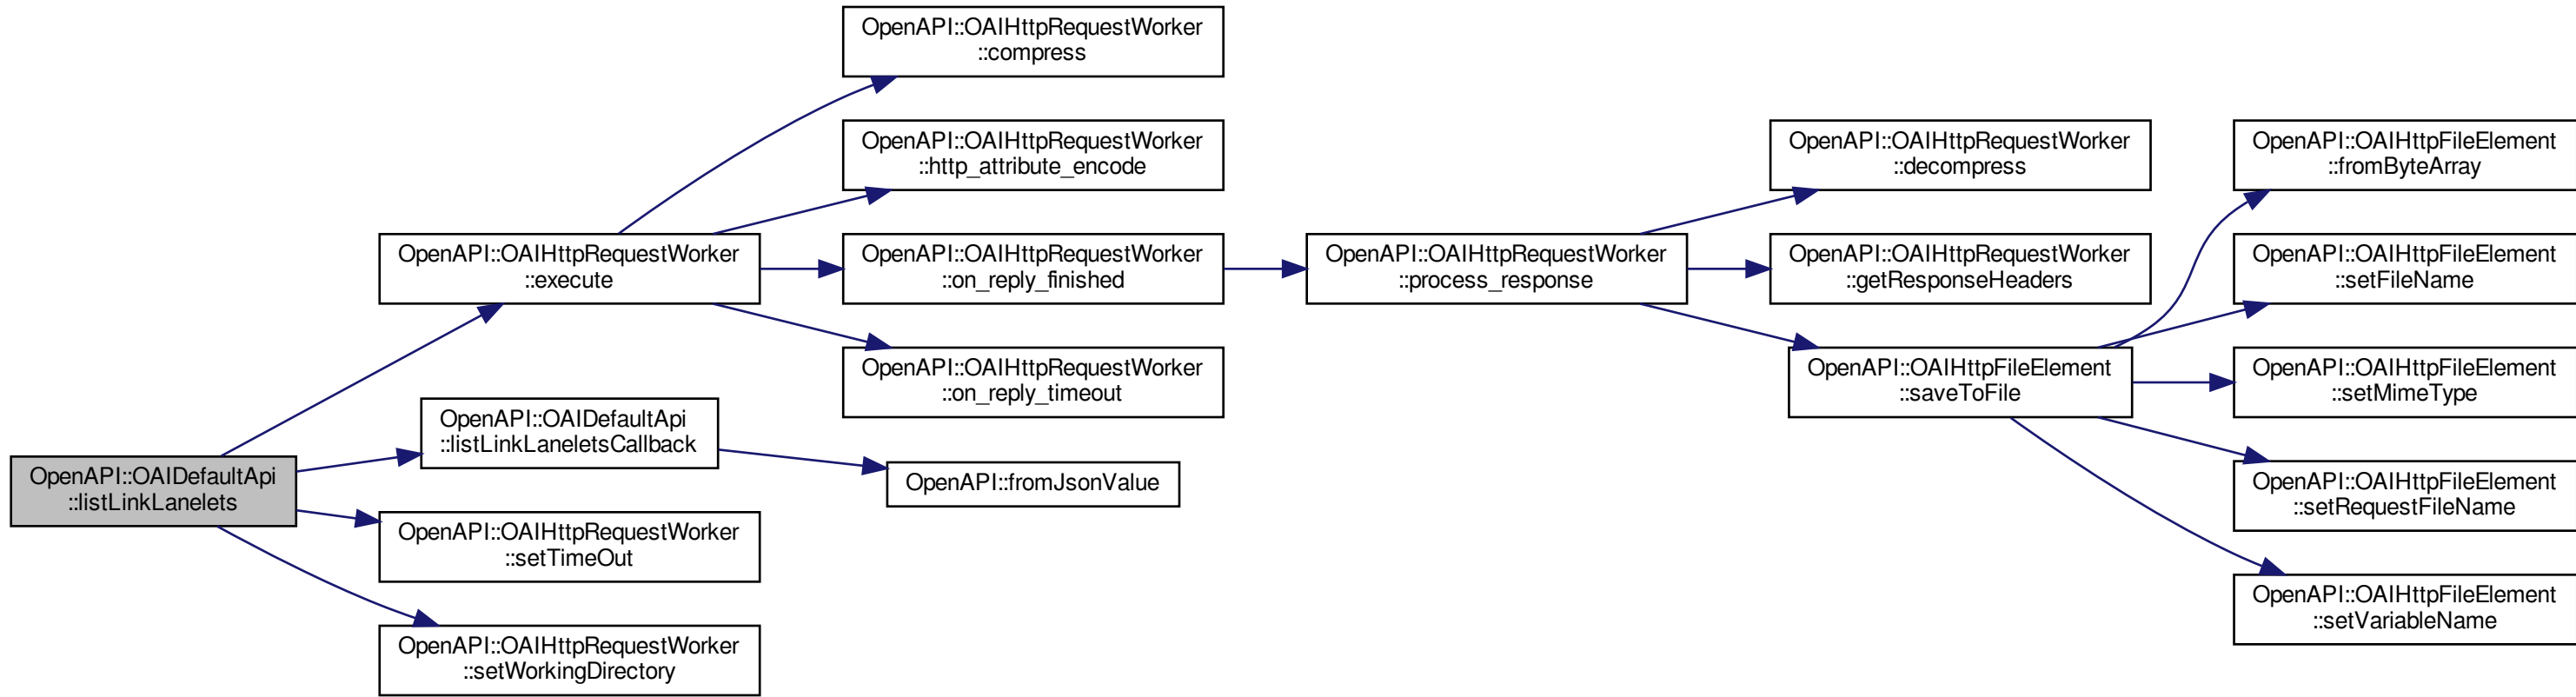 OpenAPI::OAIDefaultApi
::listLinkLanelets
OpenAPI::OAIHttpRequestWorker
::execute
OpenAPI::OAIDefaultApi
::listLinkLaneletsCallback
OpenAPI::OAIHttpRequestWorker
::setTimeOut
OpenAPI::OAIHttpRequestWorker
::setWorkingDirectory
OpenAPI::OAIHttpRequestWorker
::compress
OpenAPI::OAIHttpRequestWorker
::http_attribute_encode
OpenAPI::OAIHttpRequestWorker
::on_reply_finished
OpenAPI::OAIHttpRequestWorker
::on_reply_timeout
OpenAPI::fromJsonValue
OpenAPI::OAIHttpRequestWorker
::process_response
OpenAPI::OAIHttpRequestWorker
::decompress
OpenAPI::OAIHttpRequestWorker
::getResponseHeaders
OpenAPI::OAIHttpFileElement
::saveToFile
OpenAPI::OAIHttpFileElement
::fromByteArray
OpenAPI::OAIHttpFileElement
::setFileName
OpenAPI::OAIHttpFileElement
::setMimeType
OpenAPI::OAIHttpFileElement
::setRequestFileName
OpenAPI::OAIHttpFileElement
::setVariableName